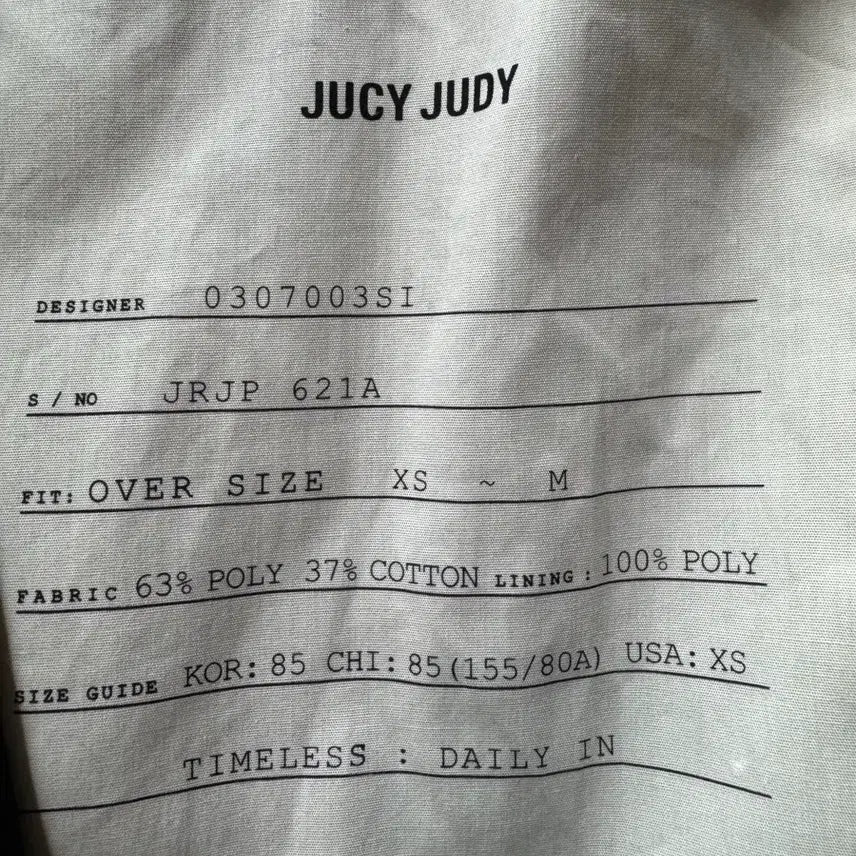 JUCY JUDY
DESIGNER 0307003SI
S / NO JRJP 621A
FIT: OVER SIZE XS ~ M
FABRIC 63% POLY 37% COTTON LINING : 100% POLY
SIZE GUIDE KOR: 85 CHI: 85(155/80A) USA: XS
TIMELESS : DAILY IN